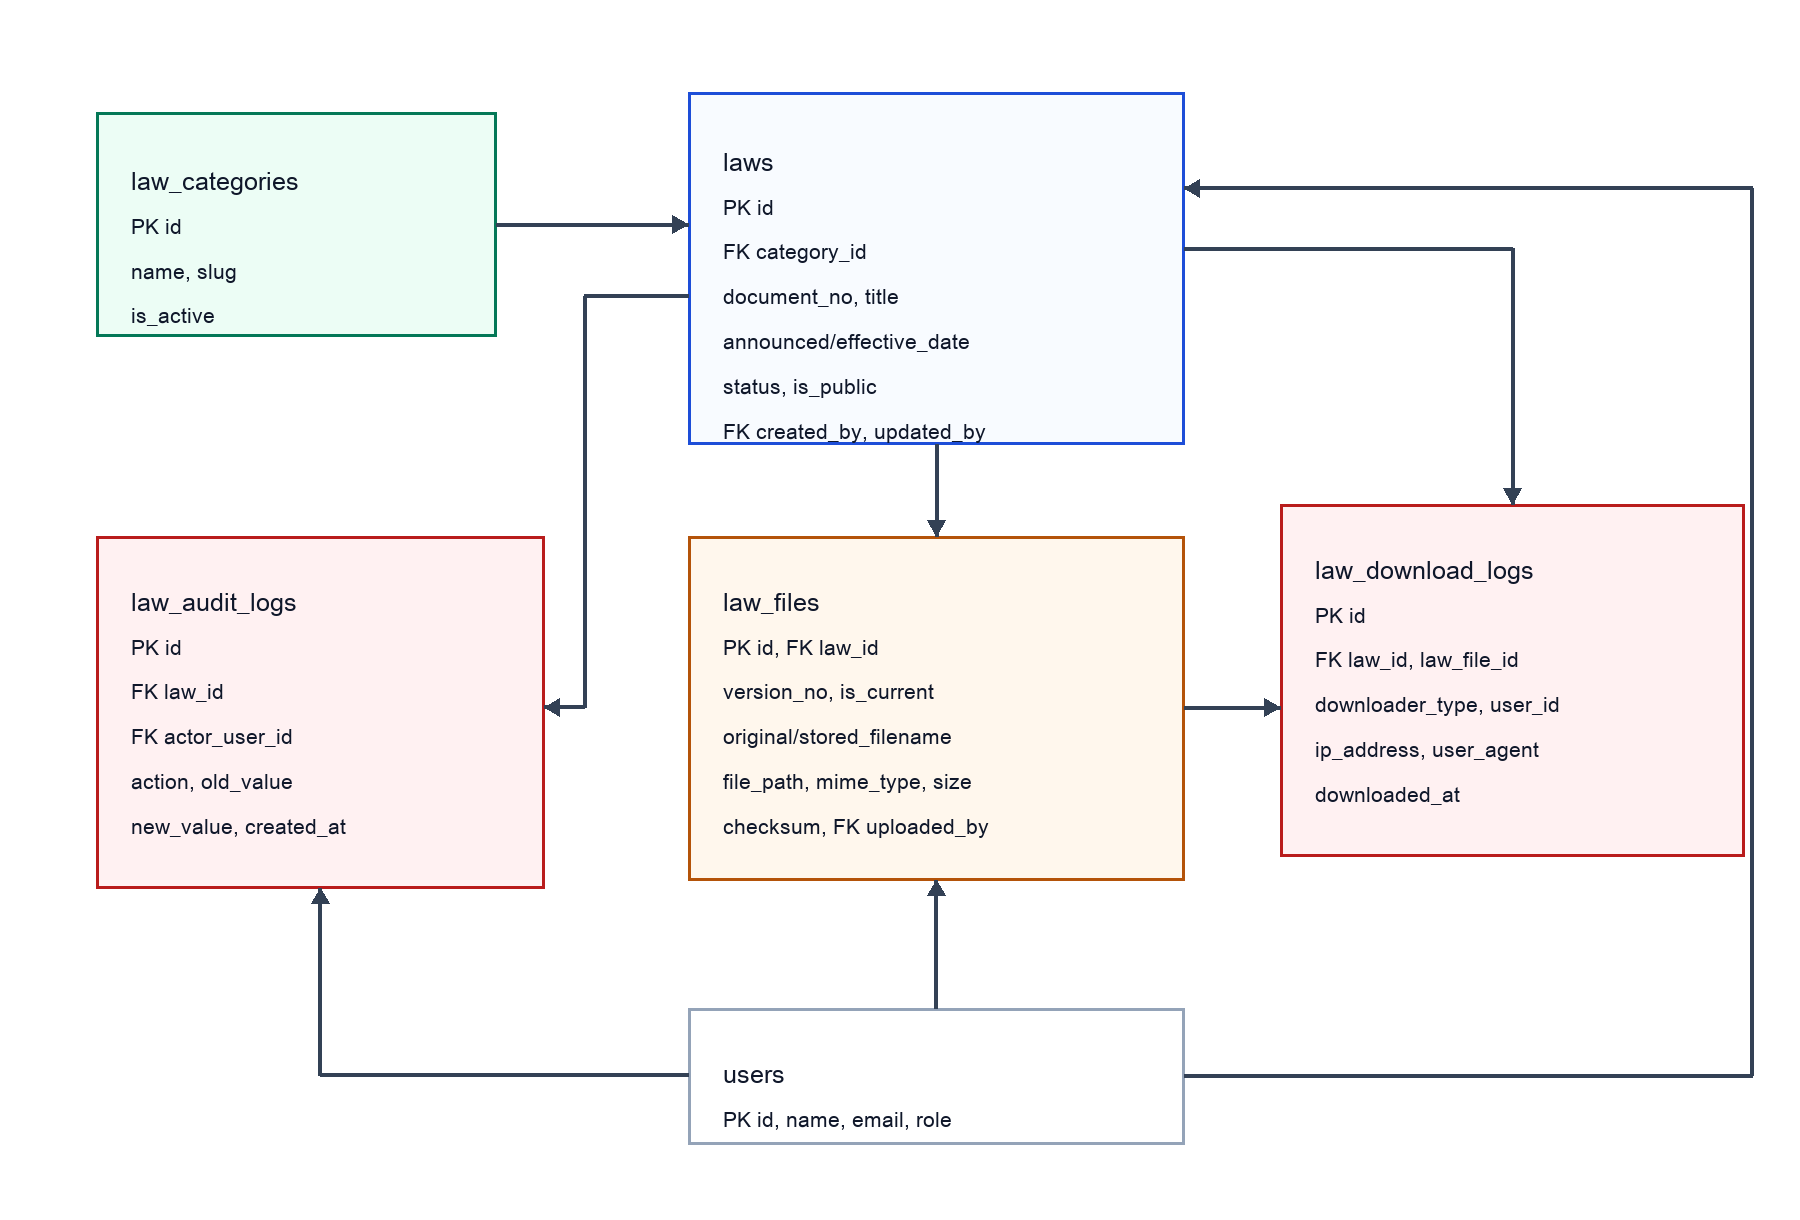 law_categories
PK id
name, slug
is_active
laws
PK id
FK category_id
document_no, title
announced/effective_date
status, is_public
FK created_by, updated_by
law_audit_logs
PK id
FK law_id
FK actor_user_id
action, old_value
new_value, created_at
law_files
PK id, FK law_id
version_no, is_current
original/stored_filename
file_path, mime_type, size
checksum, FK uploaded_by
law_download_logs
PK id
FK law_id, law_file_id
downloader_type, user_id
ip_address, user_agent
downloaded_at
users
PK id, name, email, role